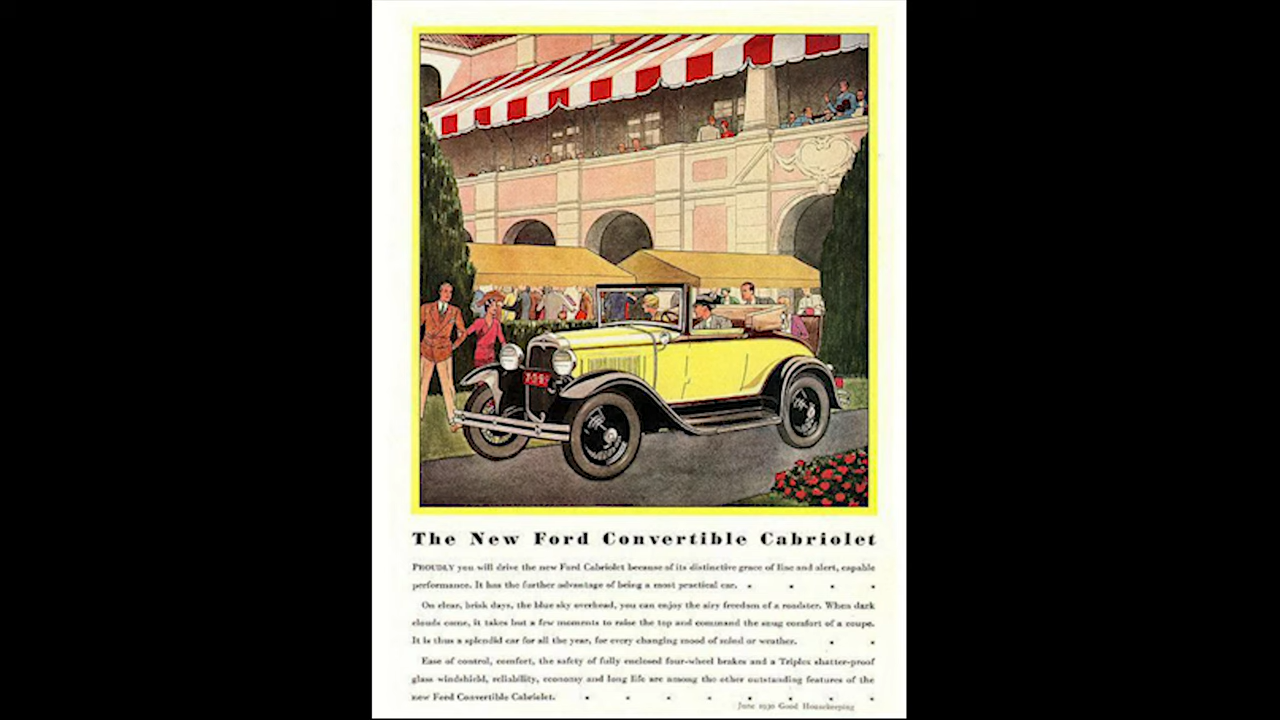 The New Ford Convertible Cabriolet
PROUDLY you will drive the new Ford Cabriolet because of its distinctive grace of line and alert, capable
performance. It has the further advantage of being a most practical car.
On clear, brisk days, the blue sky overhead, you can enjoy the airy freedom of a roadster. When dark
clouds come, it takes but a few moments to raise the top and command the snug comfort of a coupe.
It is thus a splendid car for all the year, for every changing mood of mind or weather.
Ease of control, comfort, the safety of fully enclosed four-wheel brakes and a Triplex shatter-proof
glass windshield, reliability, economy and long life are among the other outstanding features of the
new Ford Convertible Cabriolet.
June 1930 Good Housekeeping